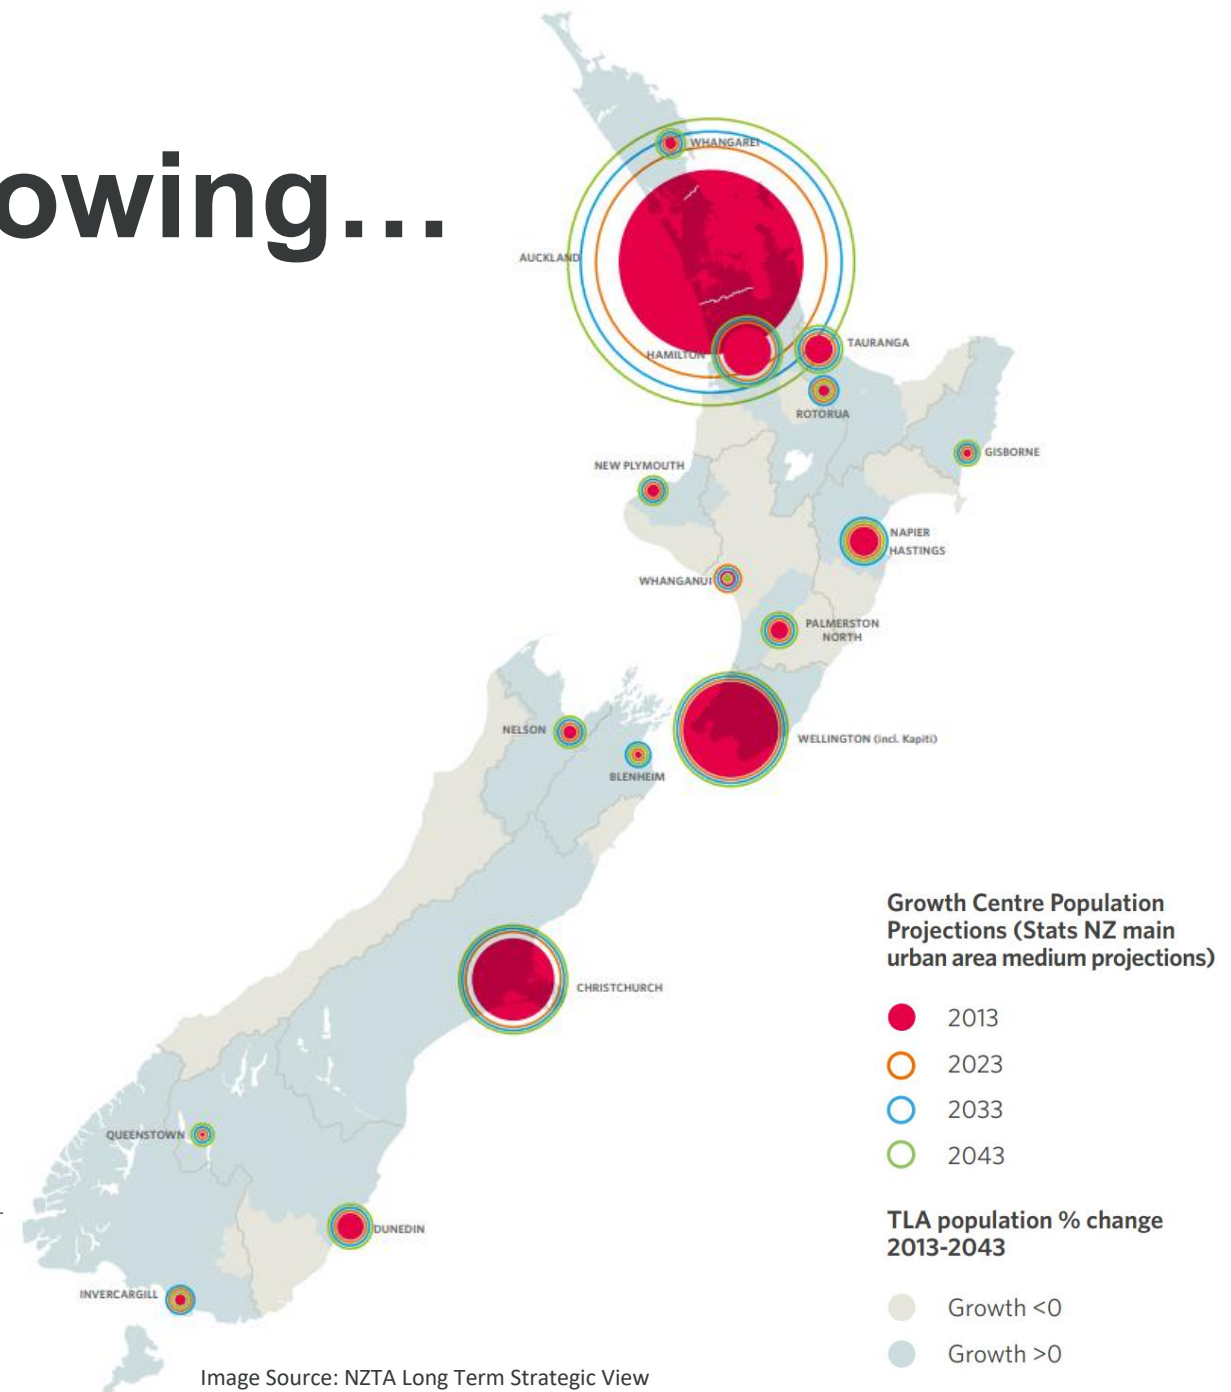 owing...
WHANGAREI
AUCKLAND
HAMILTON
TAURANGA
ROTORUA
GISBORNE
NEW PLYMOUTH
NAPIER
HASTINGS
WHANGANUI
PALMERSTON
NORTH
NELSON
WELLINGTON (incl. Kapiti)
BLENHEIM
CHRISTCHURCH
QUEENSTOWN
DUNEDIN
INVERCARGILL
Growth Centre Population
Projections (Stats NZ main
urban area medium projections)
2013
2023
2033
2043
TLA population % change
2013-2043
Growth <0
Growth >0
Image Source: NZTA Long Term Strategic View